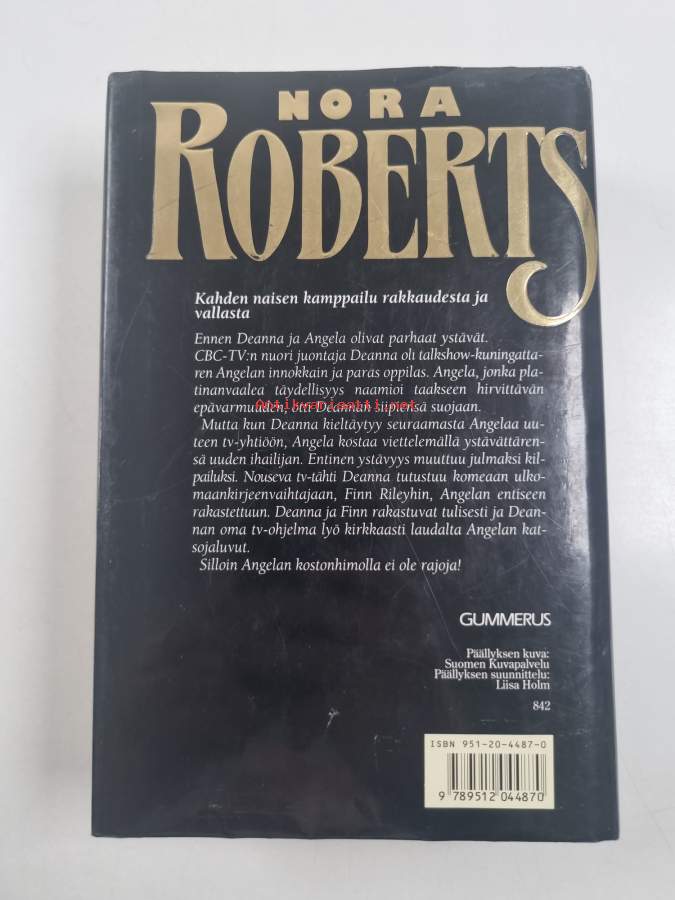 NORA
ROBERTS
Kahden naisen kamppailu rakkaudesta ja
vallasta
Ennen Deanna ja Angela olivat parhaat ystävät.
CBC-TV:n nuori juontaja Deanna oli talkshow-kuningatta-
ren Angelan innokkain ja paras oppilas. Angela, jonka pla-
tinanvaalea täydellisyys naamioi taakseen hirvittävän
epävarmuuden, otti Deannan siipiensä suojaan.
Antikvariaatti.net
Mutta kun Deanna kieltäytyy seuraamasta Angelaa uu-
teen tv-yhtiöön, Angela kostaa viettelemällä ystävättären-
sä uuden ihailijan. Entinen ystävyys muuttuu julmaksi kil-
pailuksi. Nouseva tv-tähti Deanna tutustuu komeaan ulko-
maankirjeenvaihtajaan, Finn Rileyhin, Angelan entiseen
rakastettuun. Deanna ja Finn rakastuvat tulisesti ja Dean-
nan oma tv-ohjelma lyö kirkkaasti laudalta Angelan kat-
sojaluvut.
Silloin Angelan kostonhimolla ei ole rajoja!
GUMMERUS
Päällyksen kuva:
Suomen Kuvapalvelu
Päällyksen suunnittelu:
Liisa Holm
842
ISBN 951-20-4487-0
9 789512 044870